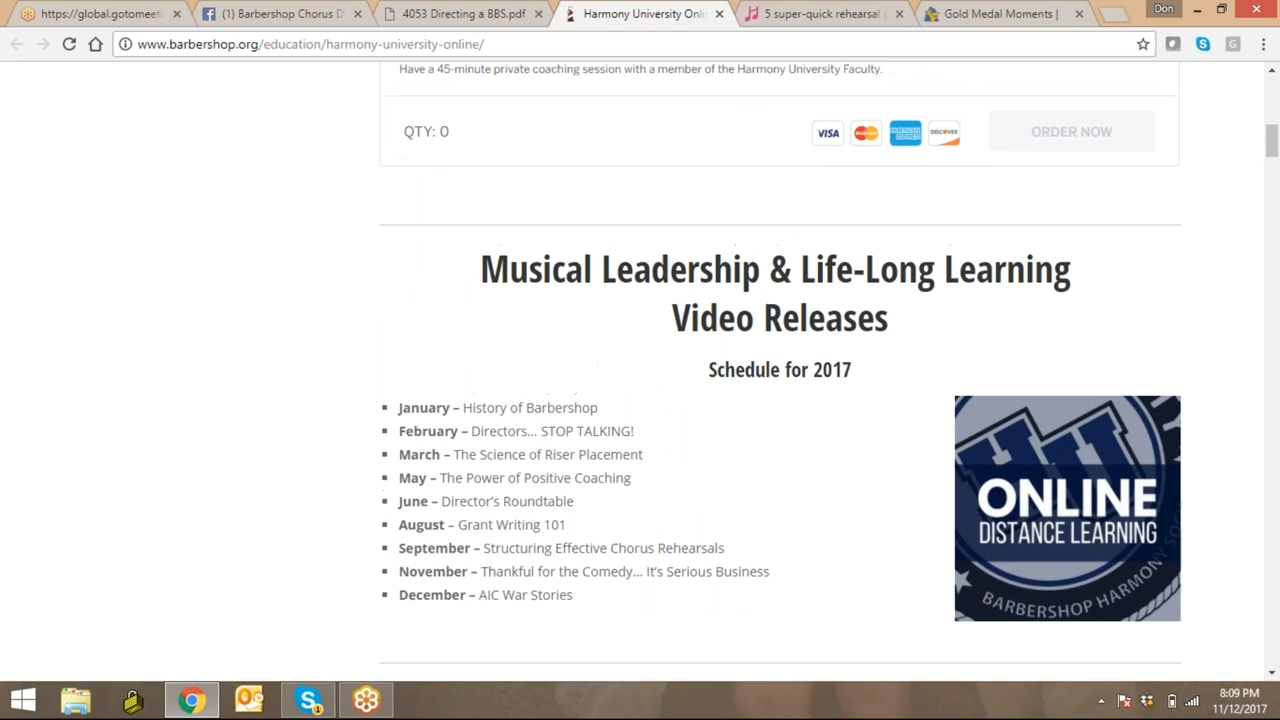 https://global.gotomeeti
(1) Barbershop Chorus D
4053 Directing a BBS.pdf
Harmony University Onli
5 super-quick rehearsal
Gold Medal Moments |
Don
www.barbershop.org/education/harmony-university-online/
Have a 45-minute private coaching session with a member of the Harmony University Faculty.
QTY: 0
VISA
DISCOVER
ORDER NOW
Musical Leadership & Life-Long Learning
Video Releases
Schedule for 2017
January – History of Barbershop
February – Directors... STOP TALKING!
March – The Science of Riser Placement
May – The Power of Positive Coaching
June – Director's Roundtable
August – Grant Writing 101
September – Structuring Effective Chorus Rehearsals
November – Thankful for the Comedy... It's Serious Business
December – AIC War Stories
HU
ONLINE
DISTANCE LEARNING
BARBERSHOP HARMONY SOC
8:09 PM
11/12/2017